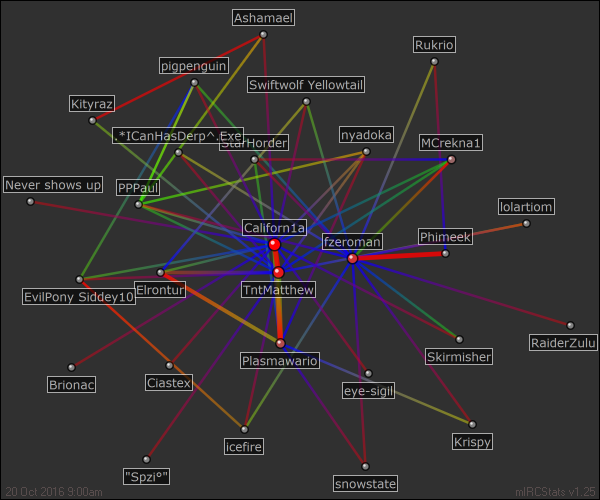 Ashamael
Rukrio
pigpenguin
Swiftwolf Yellowtail
Kityraz
.*ICanHasDerp^.Exe
StarHorder
nyadoka
MCrekna1
Never shows up
PPPaul
lolartiom
Californ1a
fzeroman
Phimeek
EvilPony Siddey10
Elrontur
TntMatthew
Plasmawario
Skirmisher
RaiderZulu
Brionac
Ciastex
eye-sigil
icefire
Krispy
"Spzi°"
snowstate
20 Oct 2016 9:00am
mIRCStats v1.25